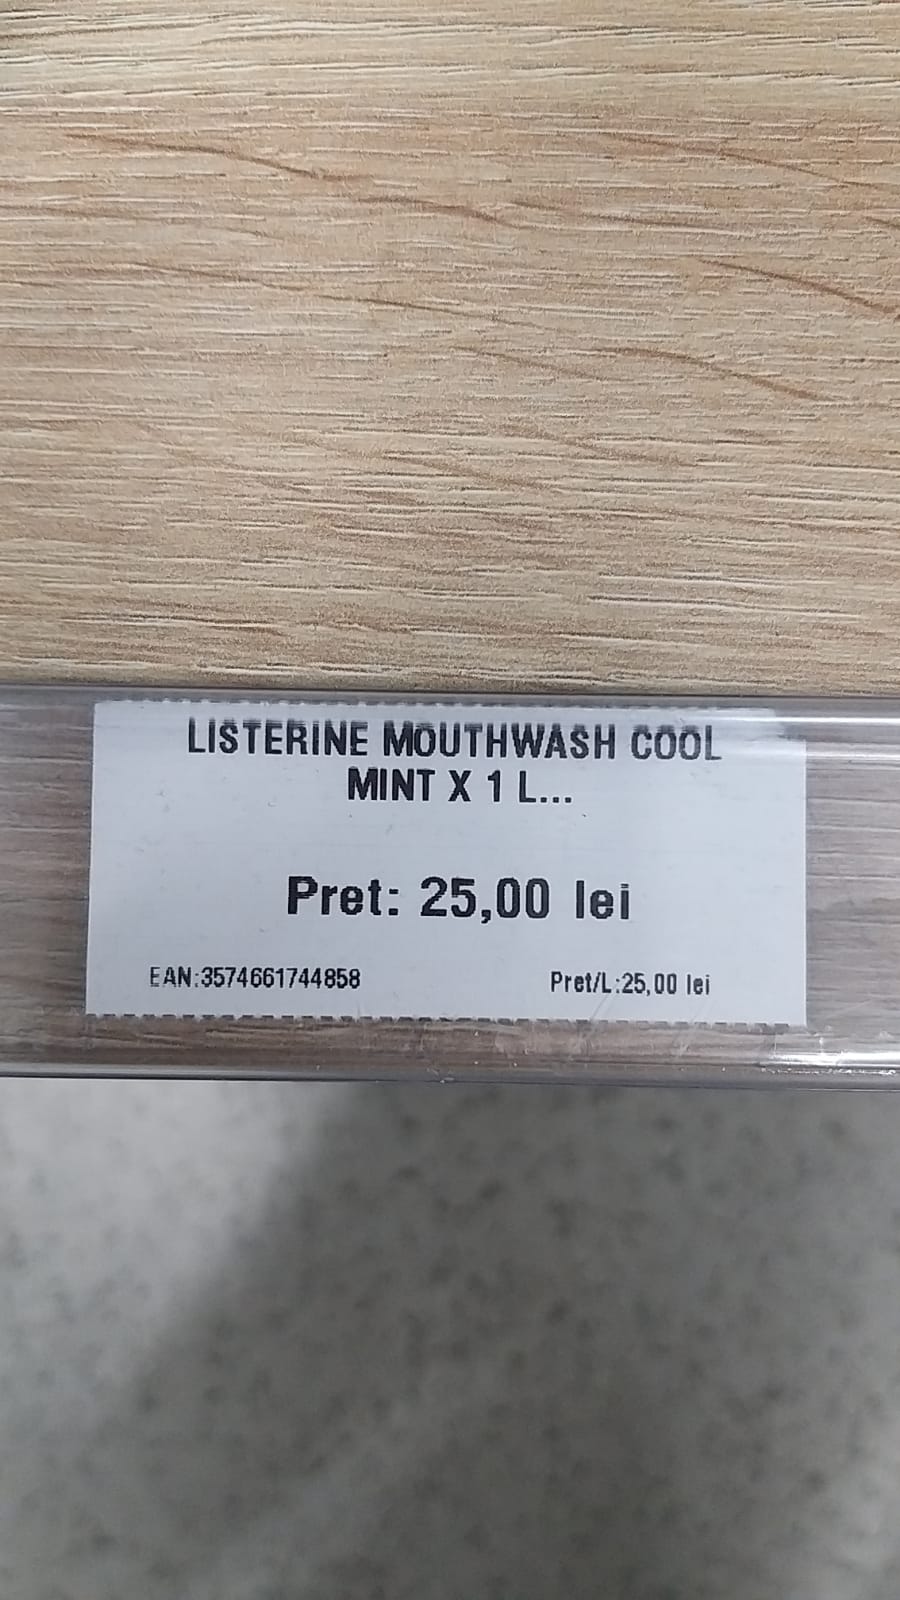 LISTERINE MOUTHWASH COOL
MINT X 1 L...
Pret: 25,00 lei
EAN:3574661744858 Pret/L:25,00 lei